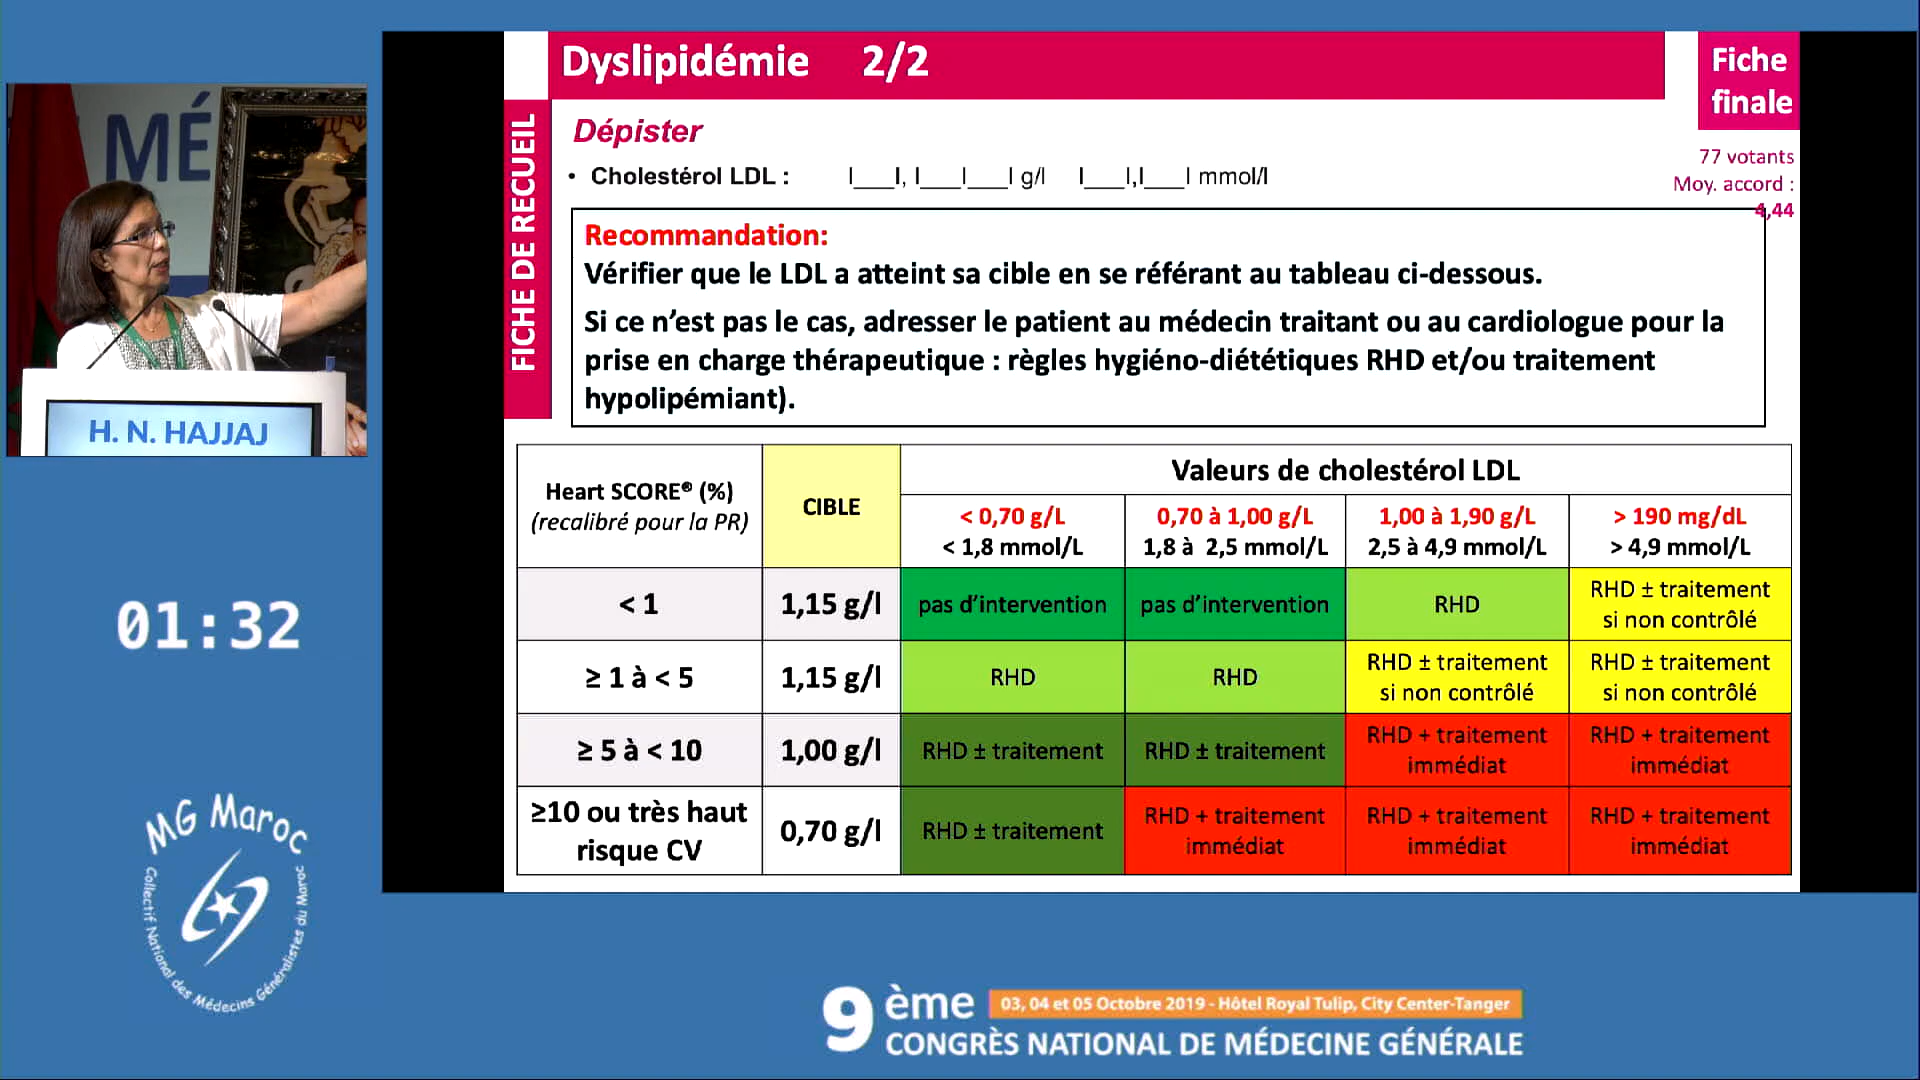 MÉ
H. N. HAJJAJ
01:32
MG Maroc
Collectif National des Médecins Généralistes du Maroc
Dyslipidémie 2/2
Fiche
finale
77 votants
Moy. accord :
4,44
FICHE DE RECUEIL
Dépister
• Cholestérol LDL : l___l, l___l___l g/l l___l,l___l mmol/l
Recommandation:
Vérifier que le LDL a atteint sa cible en se référant au tableau ci-dessous.
Si ce n’est pas le cas, adresser le patient au médecin traitant ou au cardiologue pour la
prise en charge thérapeutique : règles hygiéno-diététiques RHD et/ou traitement
hypolipémiant).
Heart SCORE® (%)
(recalibré pour la PR)
CIBLE
Valeurs de cholestérol LDL
< 0,70 g/L 0,70 à 1,00 g/L 1,00 à 1,90 g/L > 190 mg/dL
< 1,8 mmol/L 1,8 à 2,5 mmol/L 2,5 à 4,9 mmol/L > 4,9 mmol/L
< 1 1,15 g/l pas d’intervention pas d’intervention RHD RHD ± traitement
si non contrôlé
≥ 1 à < 5 1,15 g/l RHD RHD RHD ± traitement RHD ± traitement
si non contrôlé si non contrôlé
≥ 5 à < 10 1,00 g/l RHD ± traitement RHD ± traitement RHD + traitement RHD + traitement
immédiat immédiat
≥10 ou très haut 0,70 g/l RHD ± traitement RHD + traitement RHD + traitement RHD + traitement
risque CV immédiat immédiat immédiat
9ème 03, 04 et 05 Octobre 2019 - Hôtel Royal Tulip, City Center-Tanger
CONGRÈS NATIONAL DE MÉDECINE GÉNÉRALE